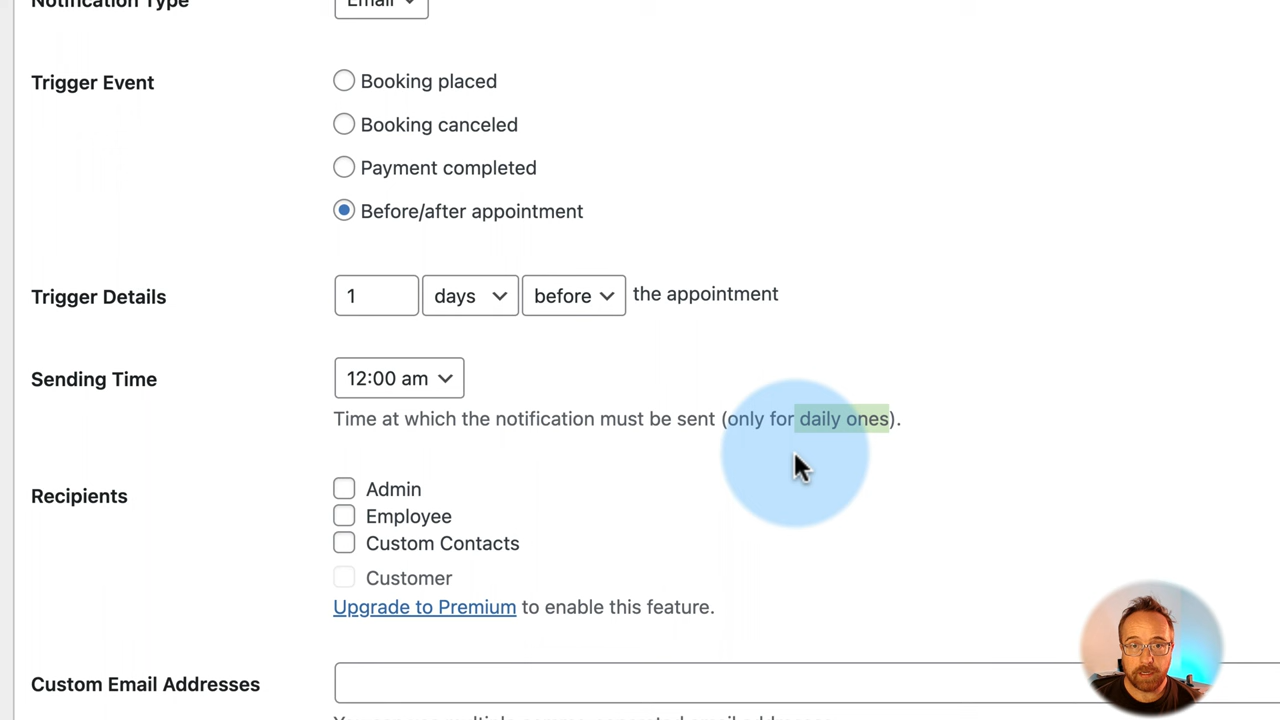 Notification Type
Email
Trigger Event
Booking placed
Booking canceled
Payment completed
Before/after appointment
Trigger Details
1 days before the appointment
Sending Time
12:00 am
Time at which the notification must be sent (only for daily ones).
Recipients
Admin
Employee
Custom Contacts
Customer
Upgrade to Premium to enable this feature.
Custom Email Addresses